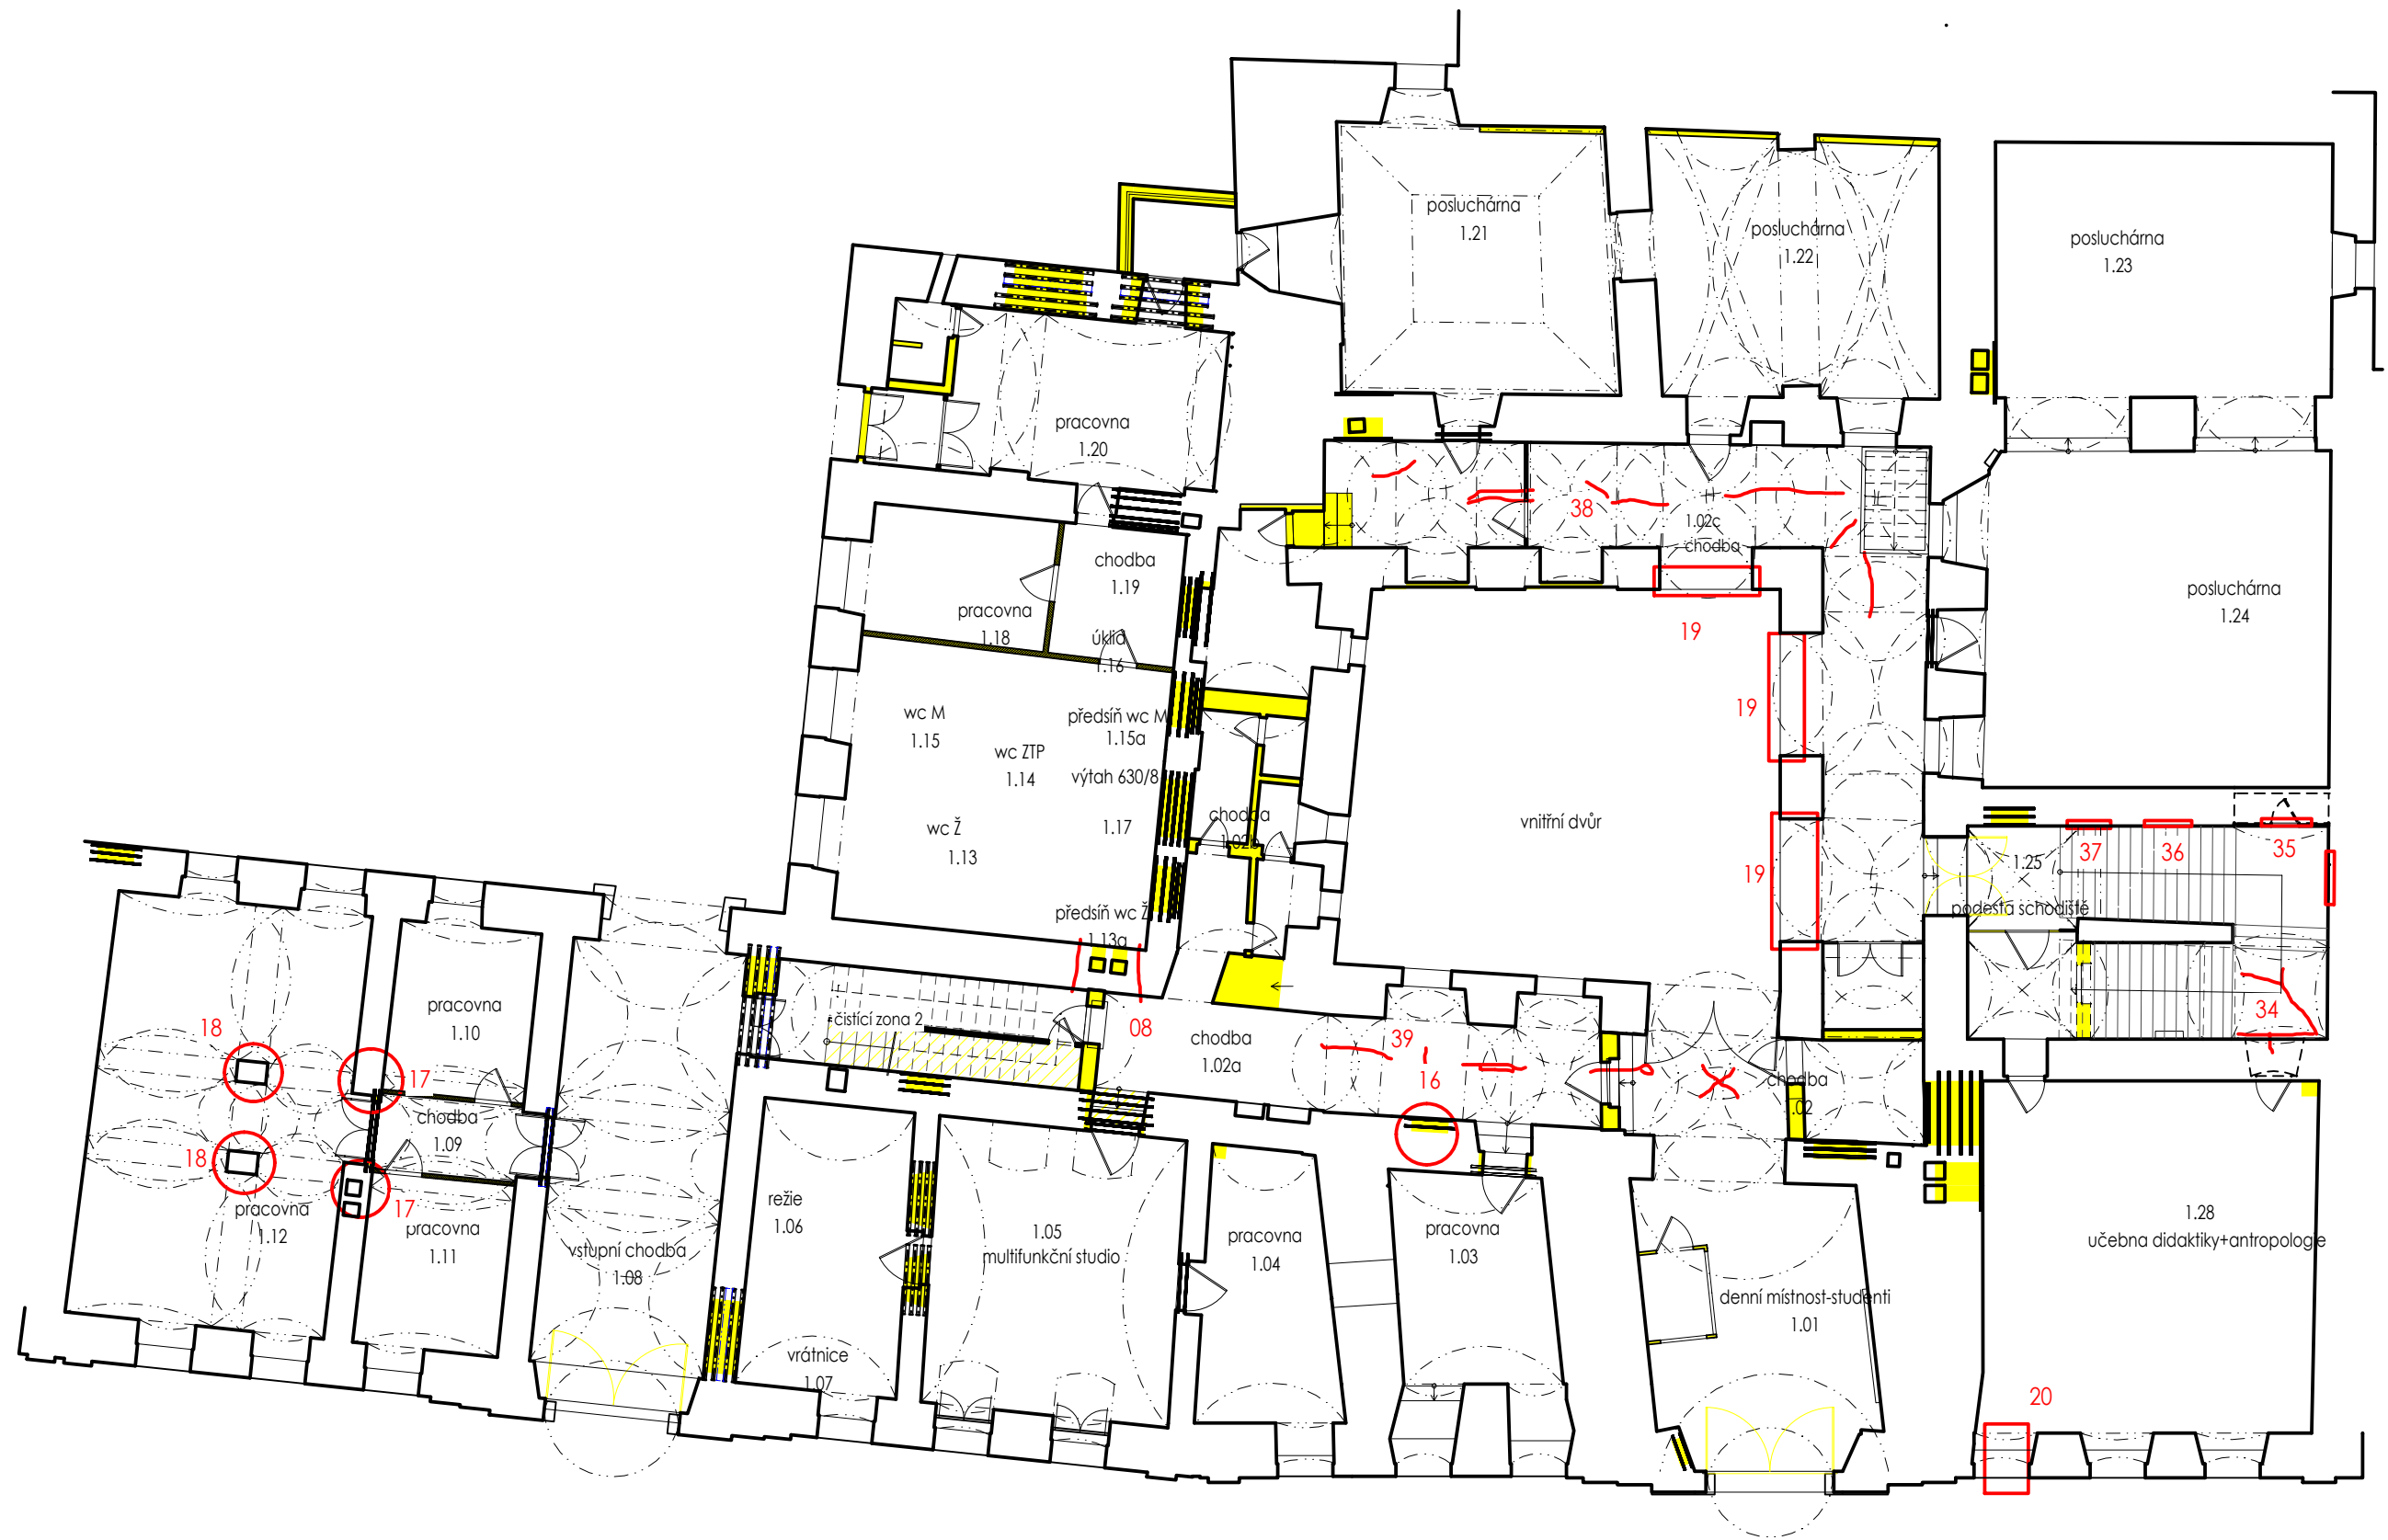 posluchárna
1.21
posluchárna
1.22
posluchárna
1.23
pracovna
1.20
38
1.02c
chodba
chodba
1.19
pracovna
1.18
úklid
1.16
posluchárna
1.24
19
19
19
wc M
1.15
předsíň wc M
1.15a
wc ZTP
1.14
výtah 630/8
1.17
wc Ž
1.13
chodba
1.02b
vnitřní dvůr
37
36
35
1.25
podesta schodiště
předsíň wc Ž
1.13a
34
pracovna
1.10
čistící zona 2
08
chodba
1.02a
39
16
chodba
1.02
18
17
chodba
1.09
18
17
pracovna
1.12
pracovna
1.11
vstupní chodba
1.08
režie
1.06
1.05
multifunkční studio
pracovna
1.04
pracovna
1.03
denní místnost-studenti
1.01
1.28
učebna didaktiky+antropologie
vrátnice
1.07
20